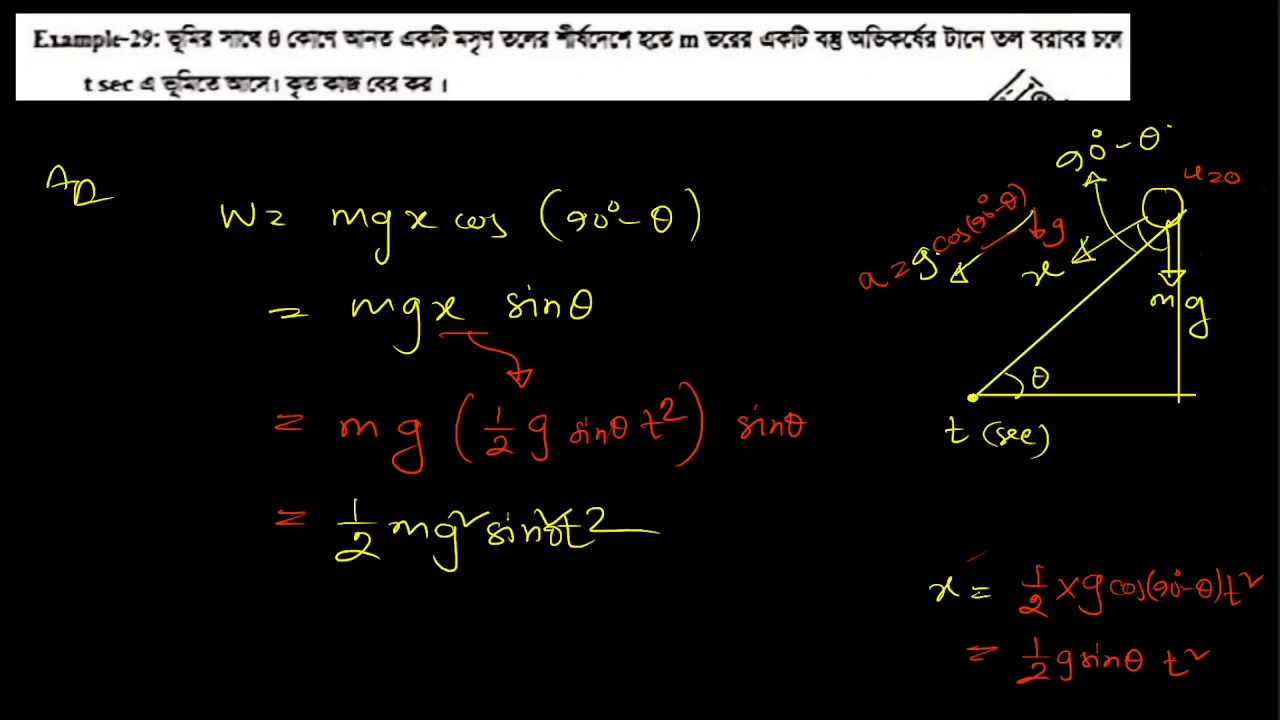 Example-29: ভূমির সাথে θ কোণে আনত একটি মসৃণ তলের শীর্ষদেশ হতে m ভরের একটি বস্তু অভিকর্ষের টানে তল বরাবর চলে
t sec এ ভূমিতে আসে। কৃত কাজ বের কর।
W = mgx cos (90° - θ)
= mgx sinθ
= mg (1/2 g sinθ t²) sinθ
= 1/2 mg² sin²θ t²
90° - θ
u=0
a = g cos(90°-θ)
g
x
mg
θ
t (sec)
x = 1/2 × g cos(90°-θ) t²
= 1/2 g sinθ t²